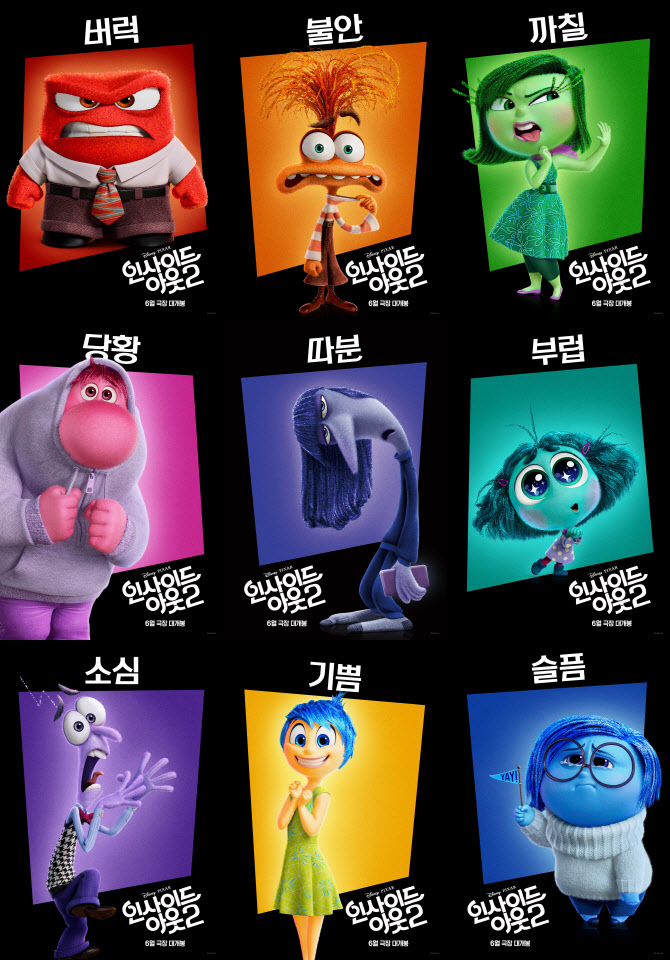 버럭
Disney PIXAR
인사이드
아웃2
6월 극장 대개봉
불안
Disney PIXAR
인사이드
아웃2
6월 극장 대개봉
까칠
Disney PIXAR
인사이드
아웃2
6월 극장 대개봉
당황
Disney PIXAR
인사이드
아웃2
6월 극장 대개봉
따분
Disney PIXAR
인사이드
아웃2
6월 극장 대개봉
부럽
Disney PIXAR
인사이드
아웃2
6월 극장 대개봉
소심
Disney PIXAR
인사이드
아웃2
6월 극장 대개봉
기쁨
Disney PIXAR
인사이드
아웃2
6월 극장 대개봉
슬픔
YAY!
Disney PIXAR
인사이드
아웃2
6월 극장 대개봉